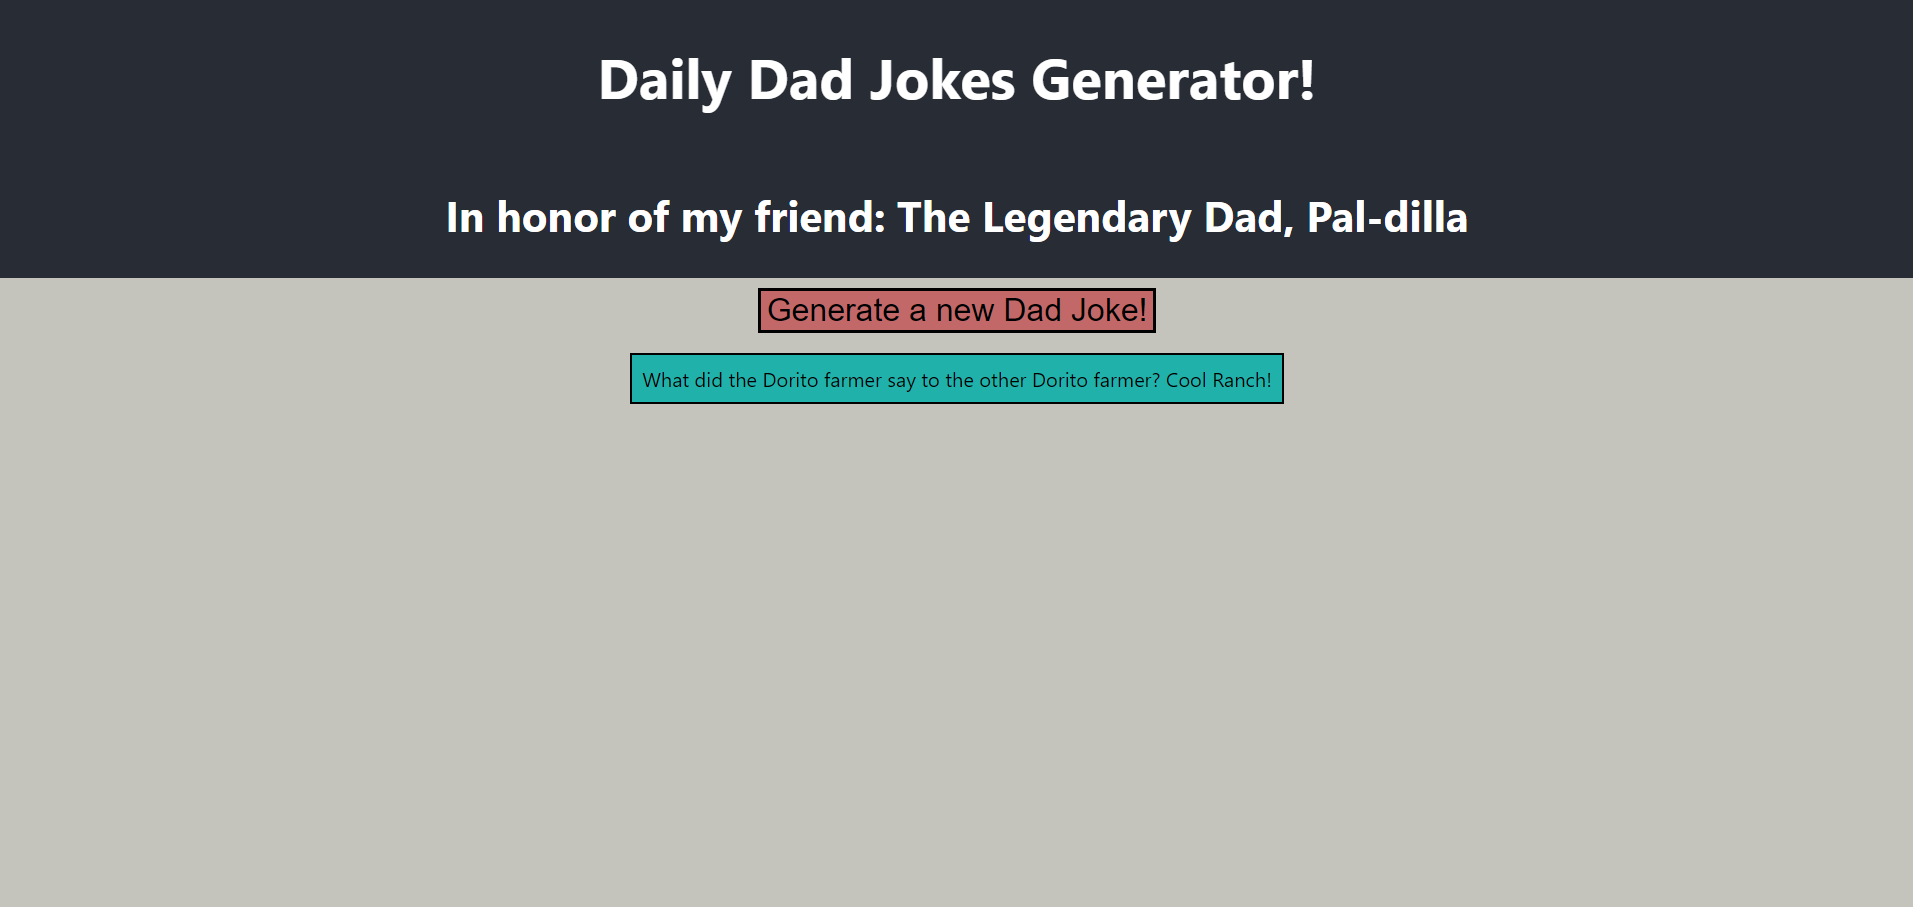 Daily Dad Jokes Generator!
In honor of my friend: The Legendary Dad, Pal-dilla
Generate a new Dad Joke!
What did the Dorito farmer say to the other Dorito farmer? Cool Ranch!